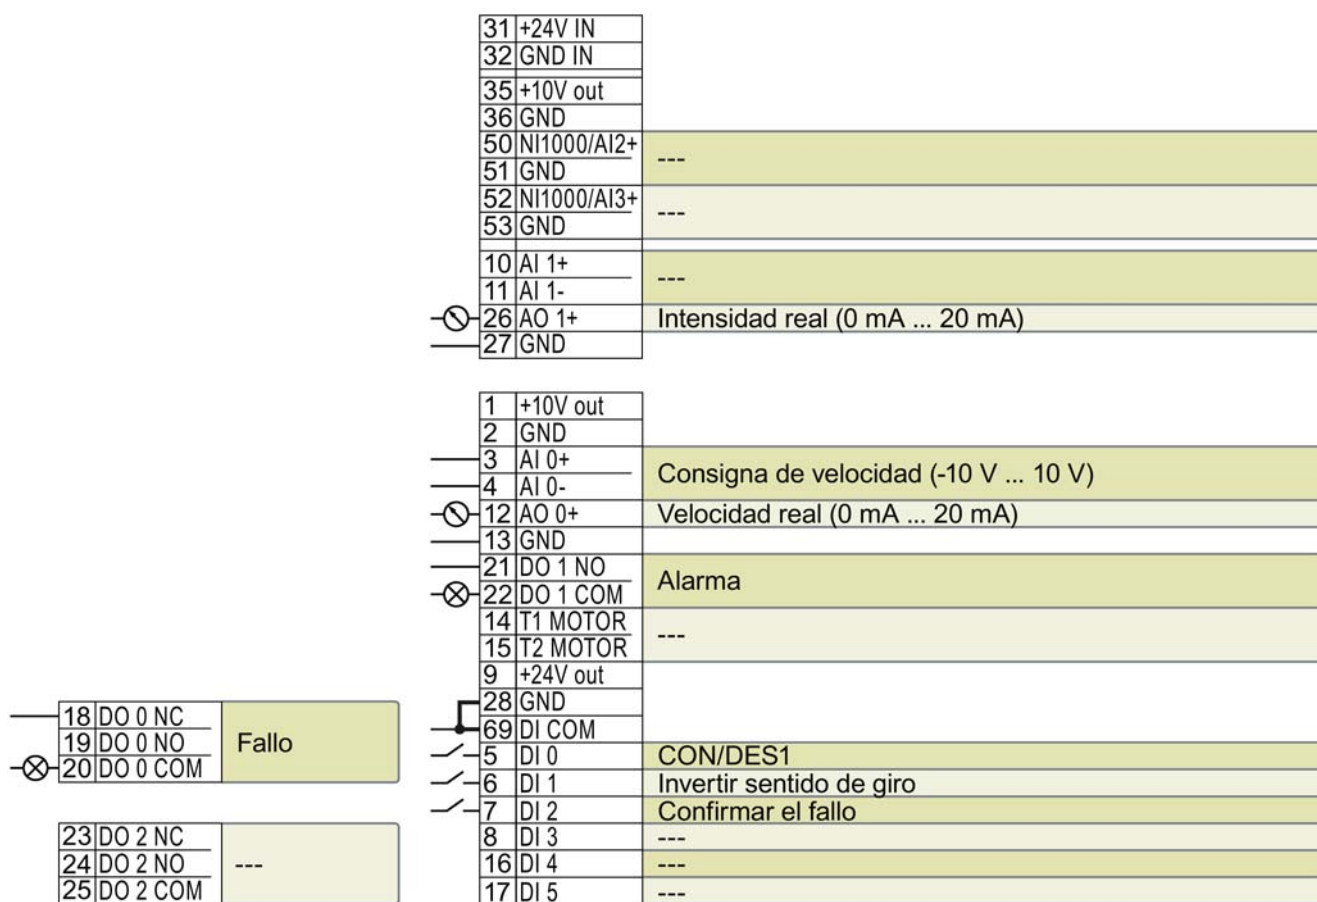 31 +24V IN
32 GND IN
35 +10V out
36 GND
50 NI1000/AI2+
---
51 GND
52 NI1000/AI3+
---
53 GND
10 AI 1+
---
11 AI 1-
26 AO 1+ Intensidad real (0 mA ... 20 mA)
27 GND
1 +10V out
2 GND
3 AI 0+
Consigna de velocidad (-10 V ... 10 V)
4 AI 0-
12 AO 0+ Velocidad real (0 mA ... 20 mA)
13 GND
21 DO 1 NO
Alarma
22 DO 1 COM
14 T1 MOTOR
---
15 T2 MOTOR
9 +24V out
28 GND
69 DI COM
5 DI 0 CON/DES1
6 DI 1 Invertir sentido de giro
7 DI 2 Confirmar el fallo
8 DI 3 ---
16 DI 4 ---
17 DI 5 ---
18 DO 0 NC
19 DO 0 NO Fallo
20 DO 0 COM
23 DO 2 NC
24 DO 2 NO ---
25 DO 2 COM